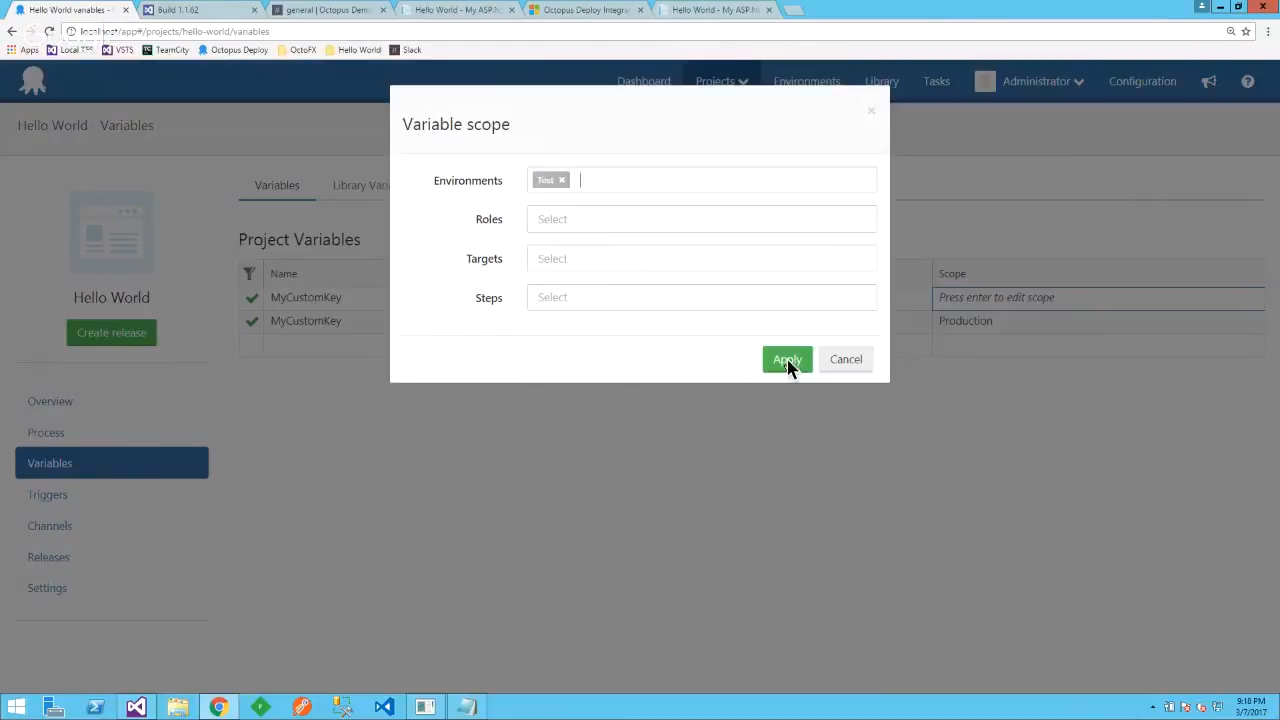 Hello World variables -
Build 1.1.62
general | Octopus Dem
Hello World - My ASP.N
Octopus Deploy Integra
Hello World - My ASP.N
localhost/app#/projects/hello-world/variables
Apps
Local TFS
VSTS
TeamCity
Octopus Deploy
OctoFX
Hello World
Slack
Dashboard
Projects
Environments
Library
Tasks
Administrator
Configuration
Hello World
Variables
Variable scope
Environments
Test
Roles
Select
Targets
Select
Steps
Select
Apply
Cancel
Variables
Library Vari
Project Variables
Name
Scope
MyCustomKey
Press enter to edit scope
MyCustomKey
Production
Hello World
Create release
Overview
Process
Variables
Triggers
Channels
Releases
Settings
9:18 PM
3/7/2017